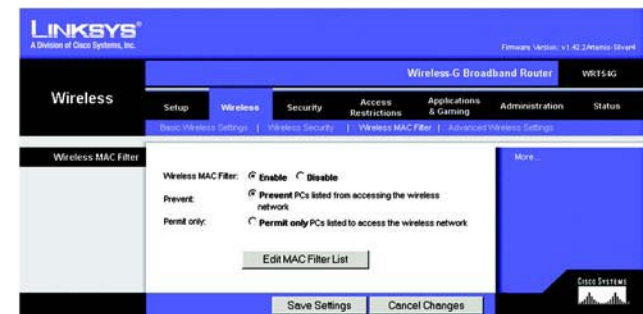 LINKSYS®
A Division of Cisco Systems, Inc.
Firmware Version: v1.42.2
Wireless-G Broadband Router WRT54G
Wireless
Setup Wireless Security Access Restrictions Applications & Gaming Administration Status
Basic Wireless Settings | Wireless Security | Wireless MAC Filter | Advanced Wireless Settings
Wireless MAC Filter
More...
Wireless MAC Filter: Enable Disable
Prevent: Prevent PCs listed from accessing the wireless
network
Permit only: Permit only PCs listed to access the wireless network
Edit MAC Filter List
CISCO SYSTEMS
Save Settings Cancel Changes